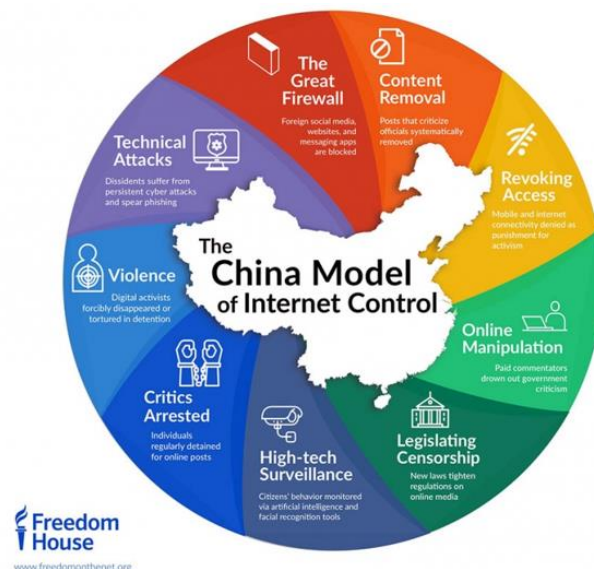 The
Great
Firewall
Foreign social media,
websites, and
messaging apps
are blocked
Content
Removal
Posts that criticize
officials systematically
removed
Revoking
Access
Mobile and internet
connectivity denied as
punishment for
activism
Online
Manipulation
Paid commentators
drown out government
criticism
Legislating
Censorship
New laws tighten
regulations on
online media
High-tech
Surveillance
Citizens' behavior monitored
via artificial intelligence and
facial recognition tools
Critics
Arrested
Individuals
regularly detained
for online posts
Violence
Digital activists
forcibly disappeared or
tortured in detention
Technical
Attacks
Dissidents suffer from
persistent cyber attacks
and spear phishing
The
China Model
of Internet Control
Freedom
House
www.freedomonthenet.org